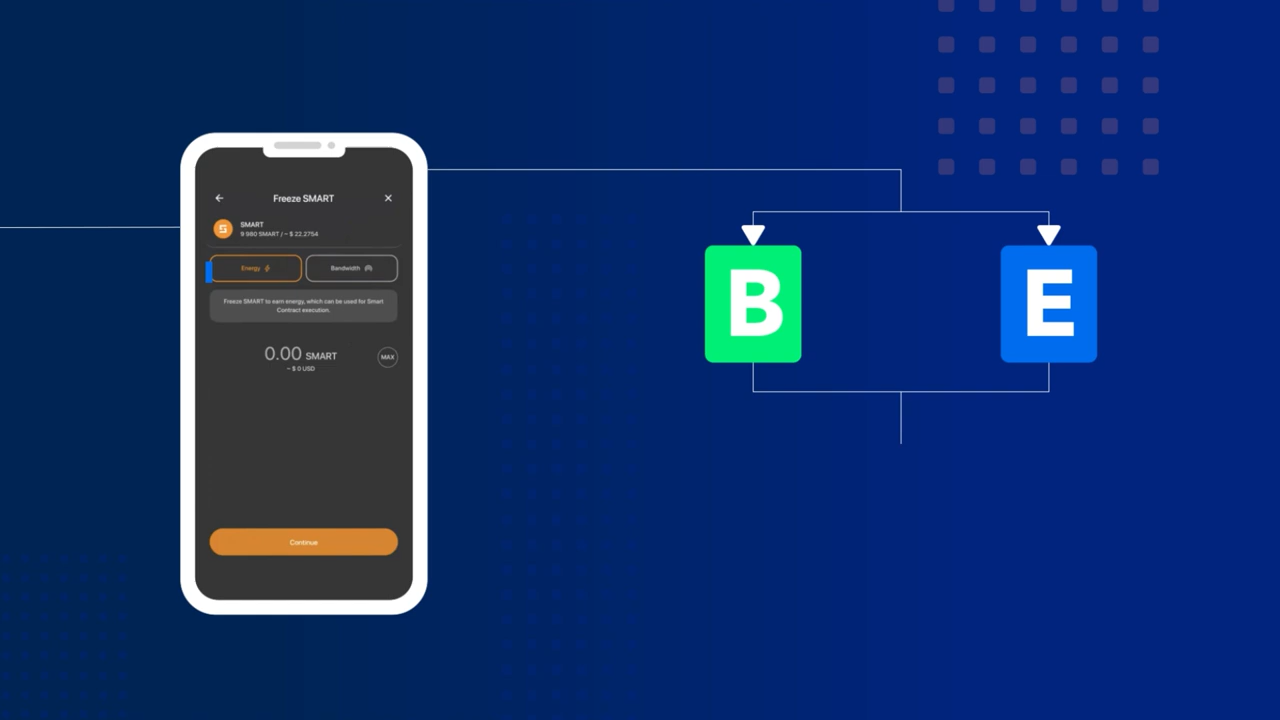 Freeze SMART
SMART
9 980 SMART / ~ $ 22.2754
Energy
Bandwidth
Freeze SMART to earn energy, which can be used for Smart
Contract execution.
0.00 SMART
MAX
~ $ 0 USD
Continue
B
E